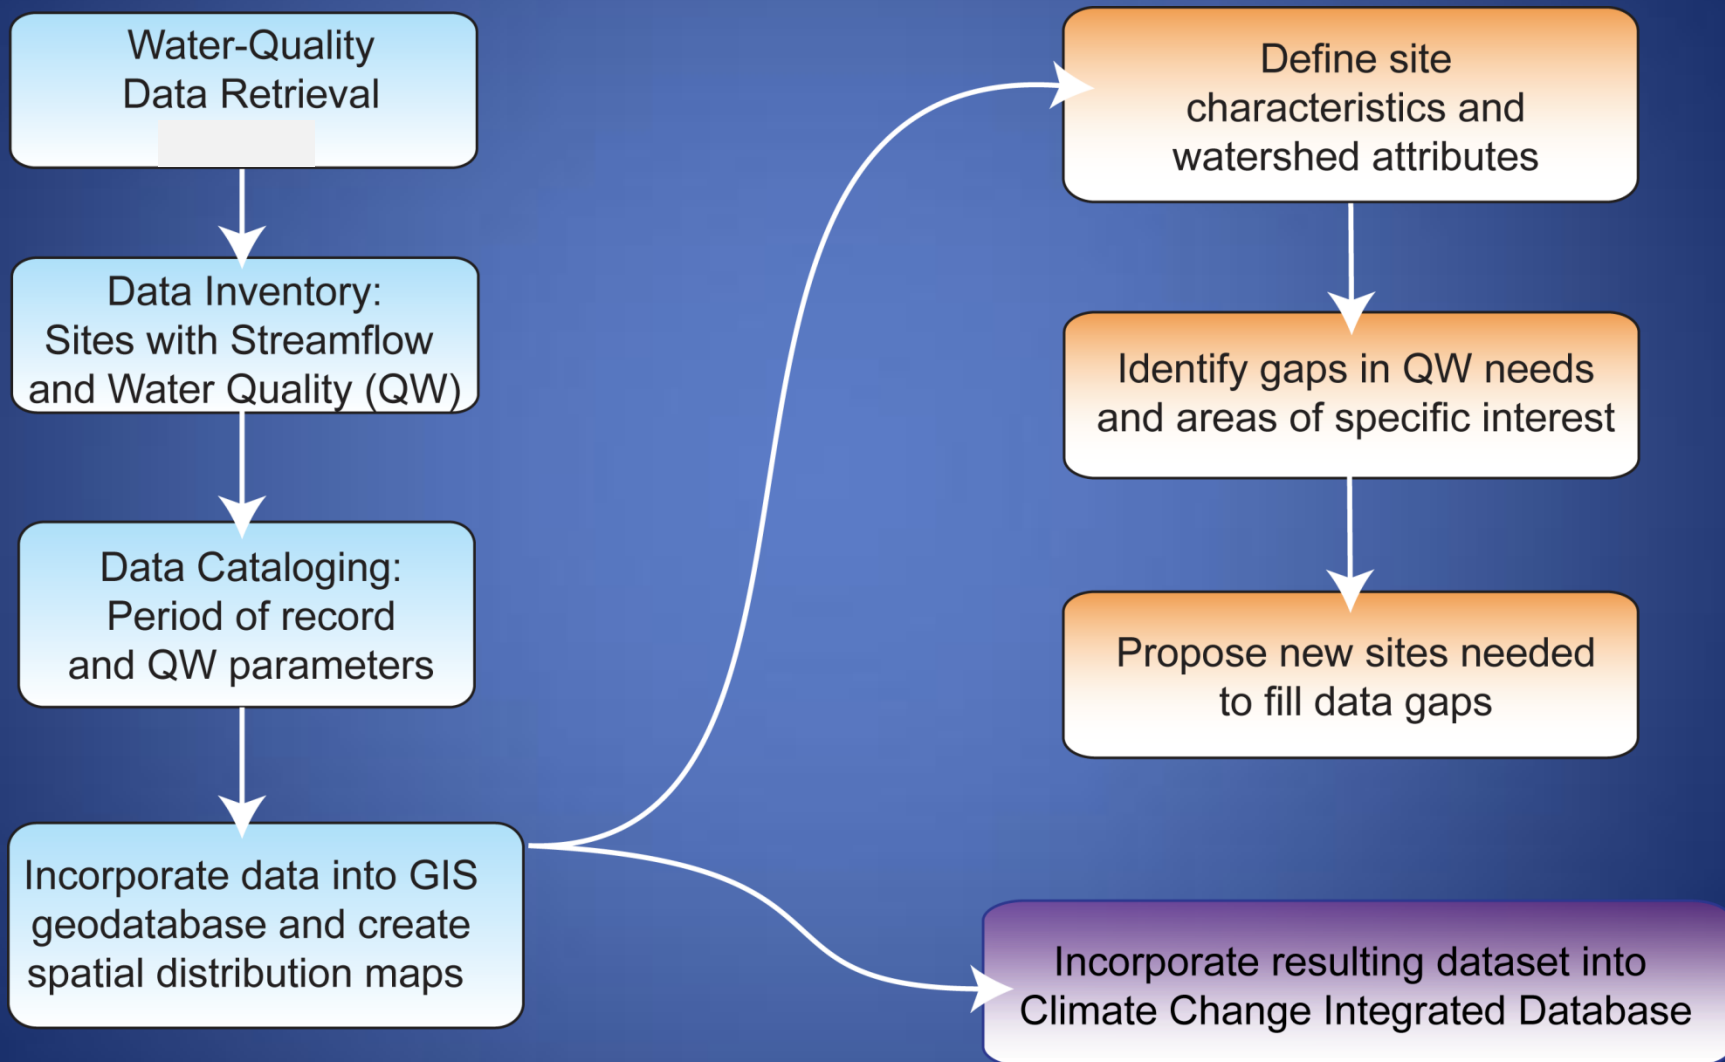 Water-Quality
Data Retrieval
Data Inventory:
Sites with Streamflow
and Water Quality (QW)
Data Cataloging:
Period of record
and QW parameters
Incorporate data into GIS
geodatabase and create
spatial distribution maps
Define site
characteristics and
watershed attributes
Identify gaps in QW needs
and areas of specific interest
Propose new sites needed
to fill data gaps
Incorporate resulting dataset into
Climate Change Integrated Database